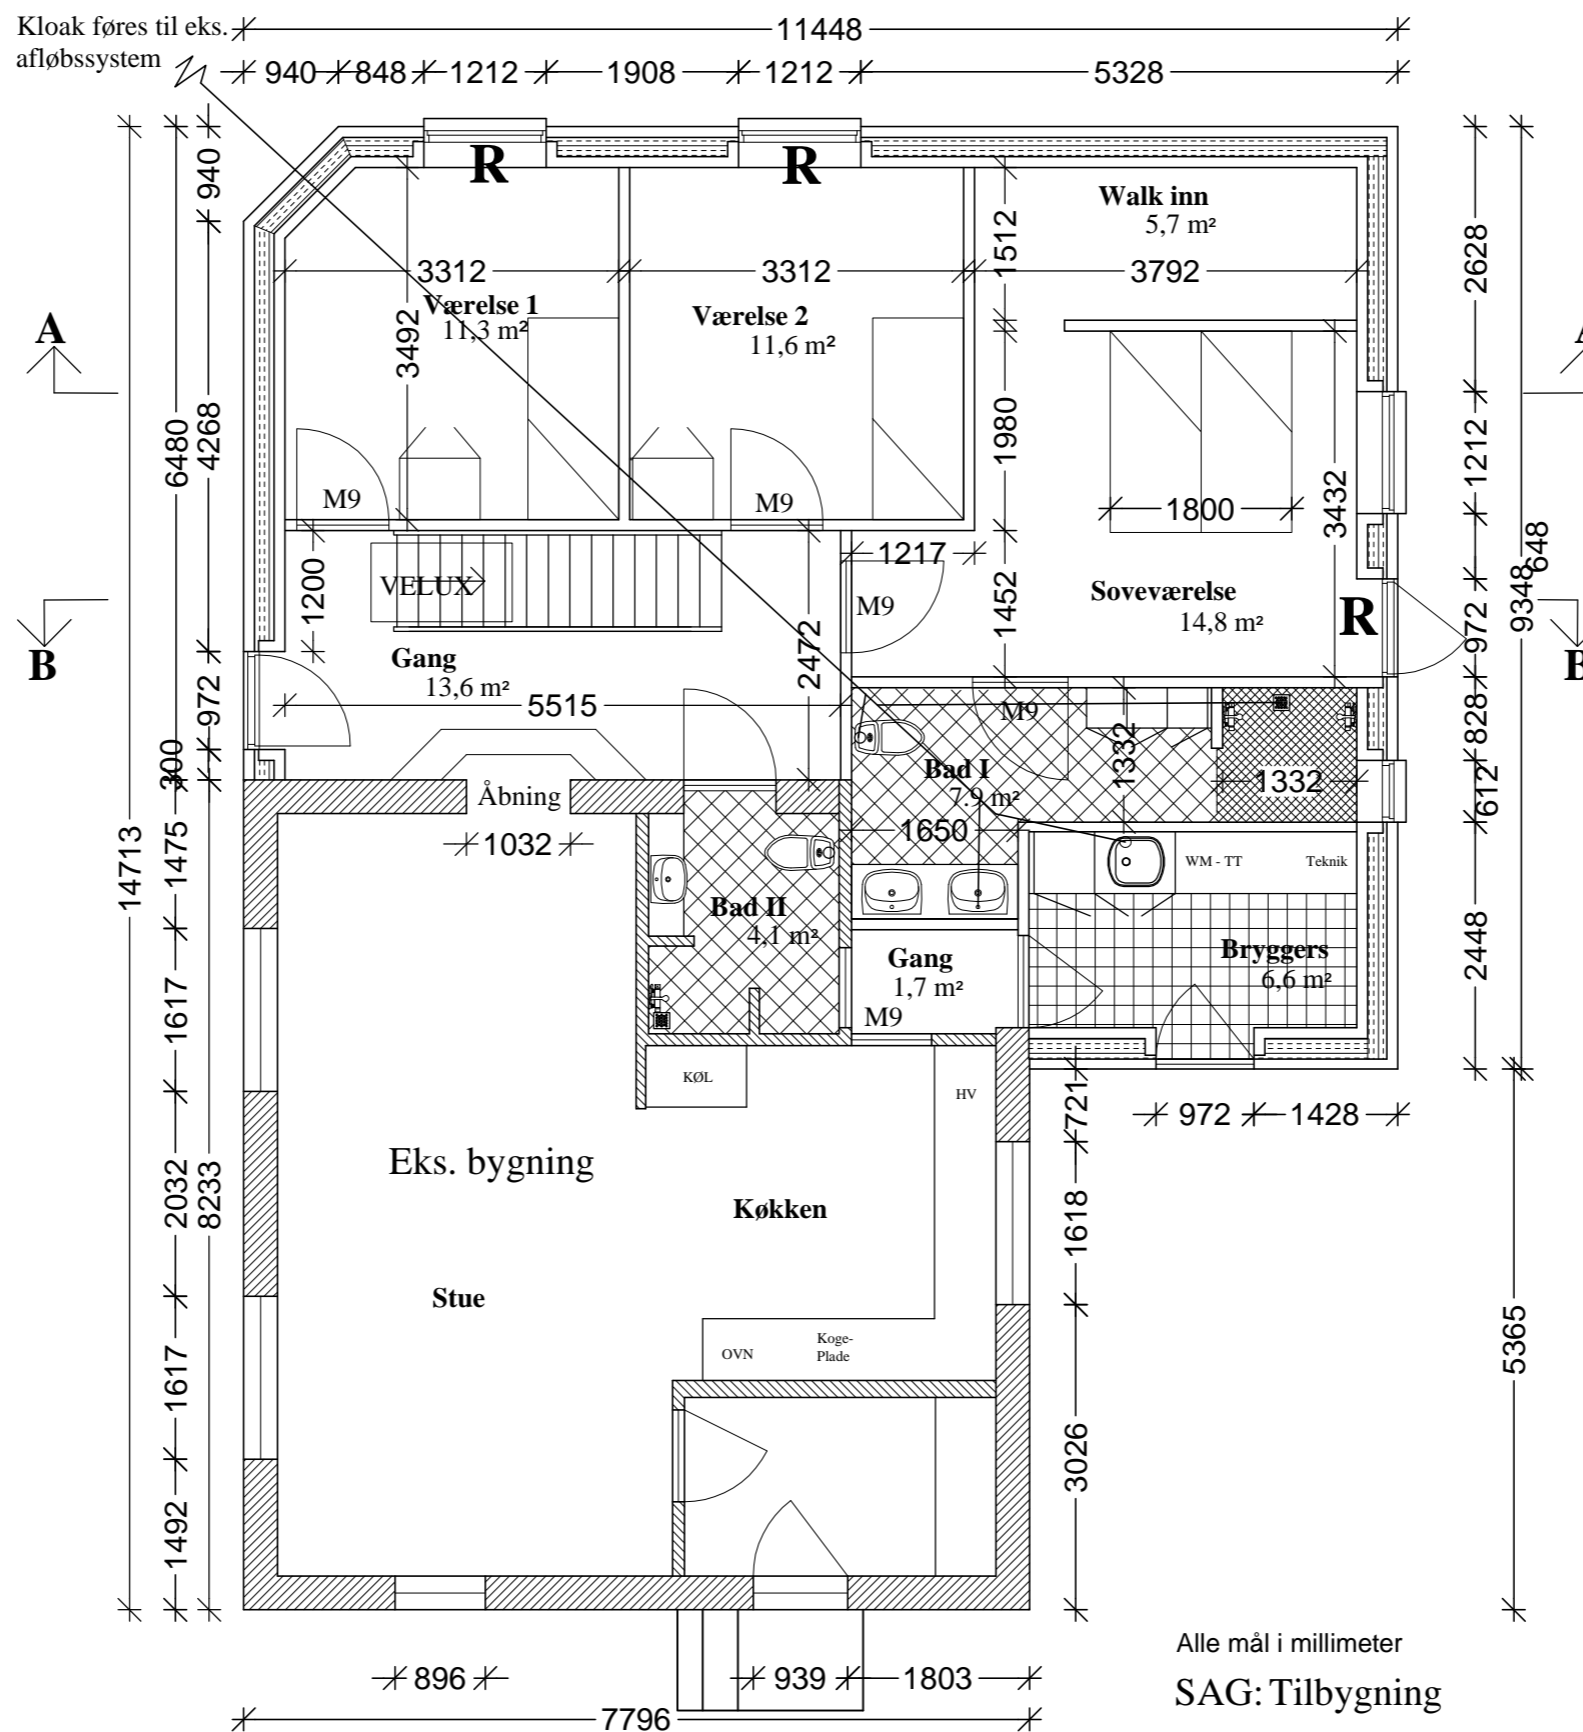 Kloak føres til eks.
afløbssystem
11448
940 848 1212 1908 1212 5328
R R
Walk inn
5,7 m²
940
1512
2628
3312 3312 3792
Værelse 1
11,3 m²
Værelse 2
11,6 m²
A
3492
6480
4268
1980
1212
3432
648
9348
M9 M9
1800
1217
VELUX
1200
M9
1452
Soveværelse
14,8 m²
R
972
B
Gang
13,6 m²
2472
5515
972
300
M9
828
Bad I
7.9 m²
1332
1332
612
Åbning
1032
1650
14713
1475
WM - TT
Teknik
Bad II
4,1 m²
Gang
1,7 m²
M9
Bryggers
6,6 m²
2448
1617
KØL
HV
721
972 1428
Eks. bygning
Køkken
2032
8233
1618
Stue
OVN
Koge-
Plade
5365
1617
3026
1492
Alle mål i millimeter
896 939 1803
SAG: Tilbygning
7796